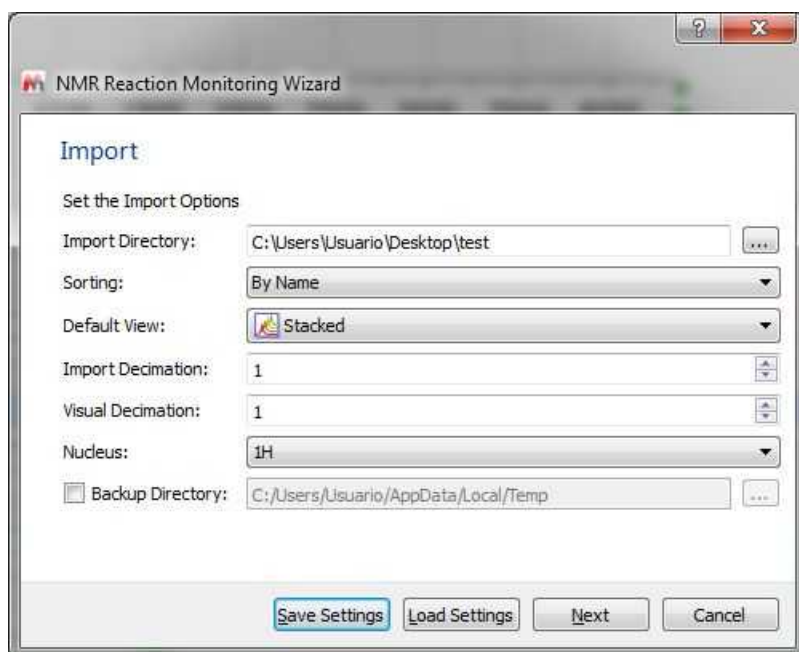 NMR Reaction Monitoring Wizard
Import
Set the Import Options
Import Directory: C:\Users\Usuario\Desktop\test ...
Sorting: By Name
Default View: Stacked
Import Decimation: 1
Visual Decimation: 1
Nucleus: 1H
Backup Directory: C:/Users/Usuario/AppData/Local/Temp ...
Save Settings Load Settings Next Cancel